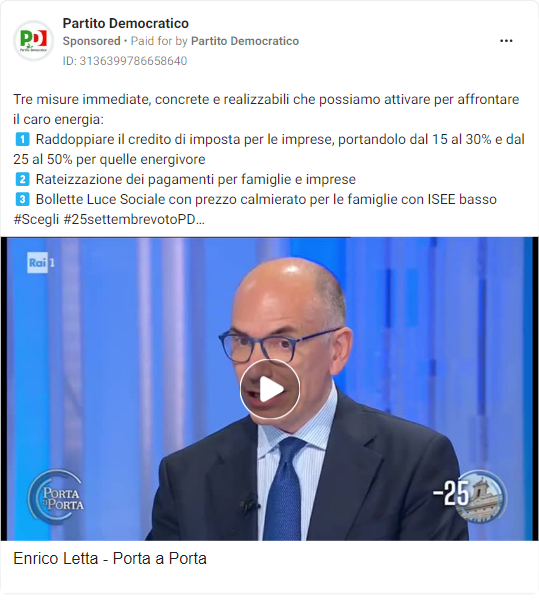 Partito Democratico
Sponsored • Paid for by Partito Democratico
ID: 3136399786658640
Tre misure immediate, concrete e realizzabili che possiamo attivare per affrontare
il caro energia:
1️⃣ Raddoppiare il credito di imposta per le imprese, portandolo dal 15 al 30% e dal
25 al 50% per quelle energivore
2️⃣ Rateizzazione dei pagamenti per famiglie e imprese
3️⃣ Bollette Luce Sociale con prezzo calmierato per le famiglie con ISEE basso
#Scegli #25settembrevotoPD...
Rai 1
PORTA a PORTA
-25
Enrico Letta - Porta a Porta